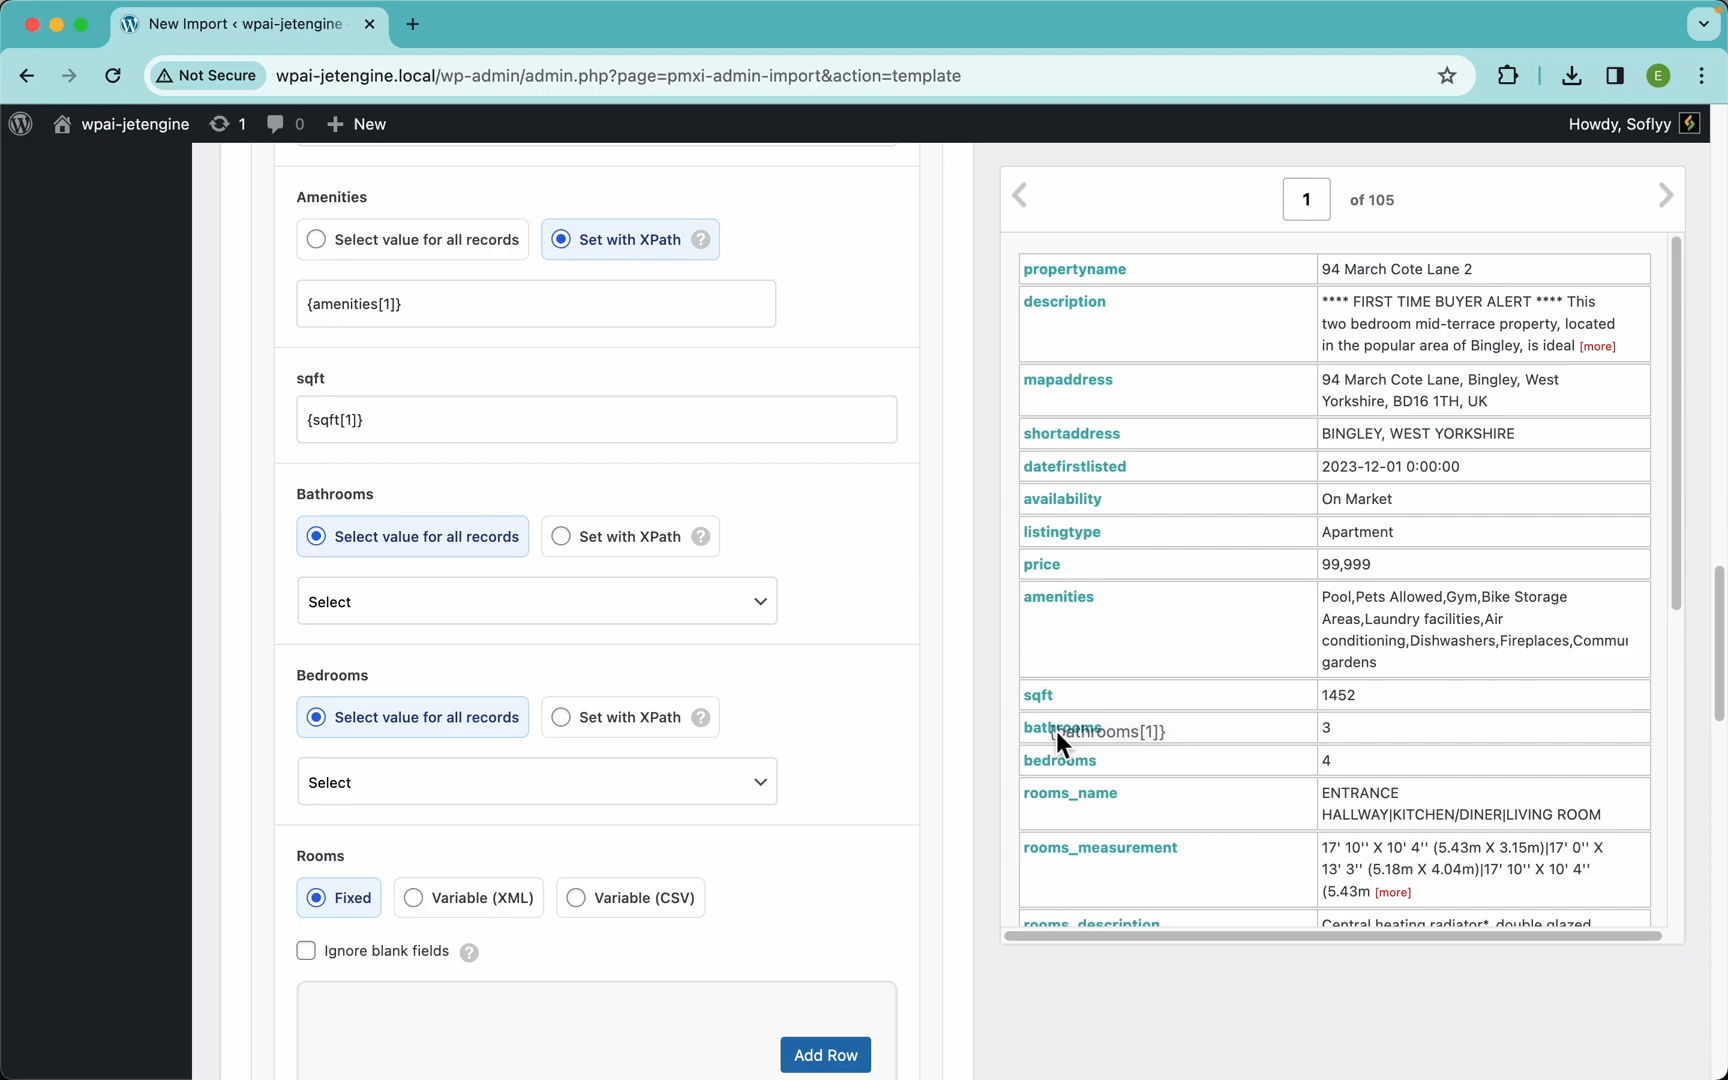 New Import ‹ wpai-jetengine
Not Secure
wpai-jetengine.local/wp-admin/admin.php?page=pmxi-admin-import&action=template
E
wpai-jetengine
1
0
New
Howdy, Soflyy
Amenities
Select value for all records
Set with XPath ?
{amenities[1]}
sqft
{sqft[1]}
Bathrooms
Select value for all records
Set with XPath ?
Select
Bedrooms
Select value for all records
Set with XPath ?
Select
Rooms
Fixed
Variable (XML)
Variable (CSV)
Ignore blank fields ?
Add Row
1 of 105
propertyname 94 March Cote Lane 2
description **** FIRST TIME BUYER ALERT **** This
two bedroom mid-terrace property, located
in the popular area of Bingley, is ideal [more]
mapaddress 94 March Cote Lane, Bingley, West
Yorkshire, BD16 1TH, UK
shortaddress BINGLEY, WEST YORKSHIRE
datefirstlisted 2023-12-01 0:00:00
availability On Market
listingtype Apartment
price 99,999
amenities Pool,Pets Allowed,Gym,Bike Storage
Areas,Laundry facilities,Air
conditioning,Dishwashers,Fireplaces,Commu
gardens
sqft 1452
bathrooms 3
{bathrooms[1]}
bedrooms 4
rooms_name ENTRANCE
HALLWAY|KITCHEN/DINER|LIVING ROOM
rooms_measurement 17' 10'' X 10' 4'' (5.43m X 3.15m)|17' 0'' X
13' 3'' (5.18m X 4.04m)|17' 10'' X 10' 4''
(5.43m [more]
rooms_description Central heating radiator*, double glazed